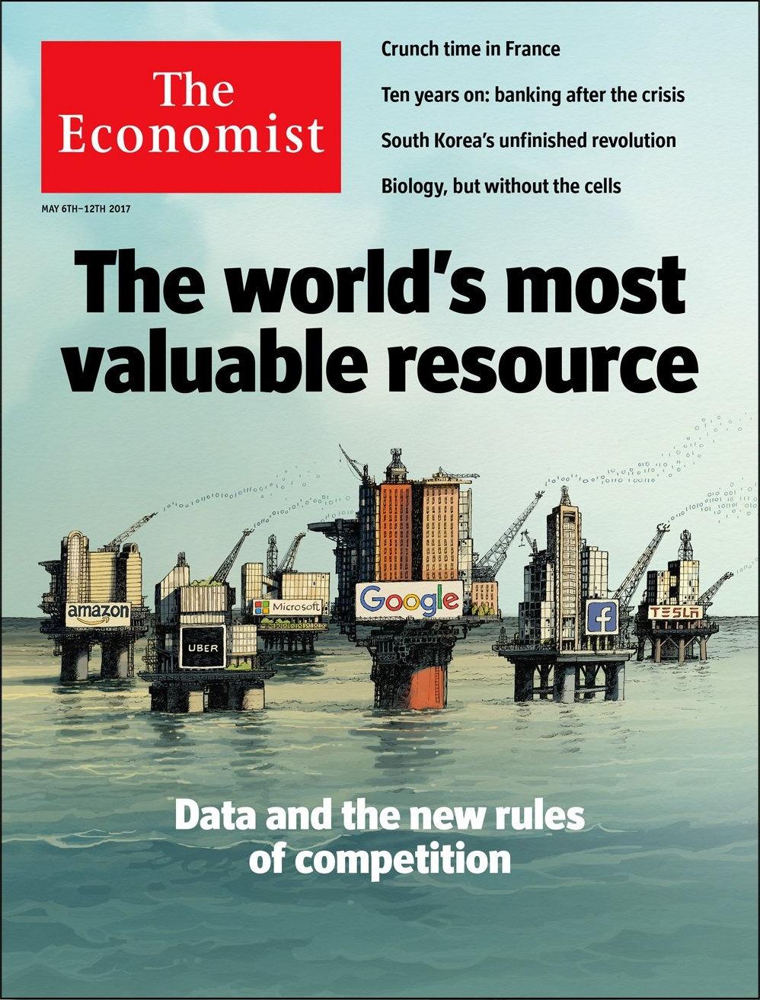 The
Economist
MAY 6TH–12TH 2017
Crunch time in France
Ten years on: banking after the crisis
South Korea's unfinished revolution
Biology, but without the cells
The world's most
valuable resource
amazon
UBER
Microsoft
Google
f
TESLA
Data and the new rules
of competition